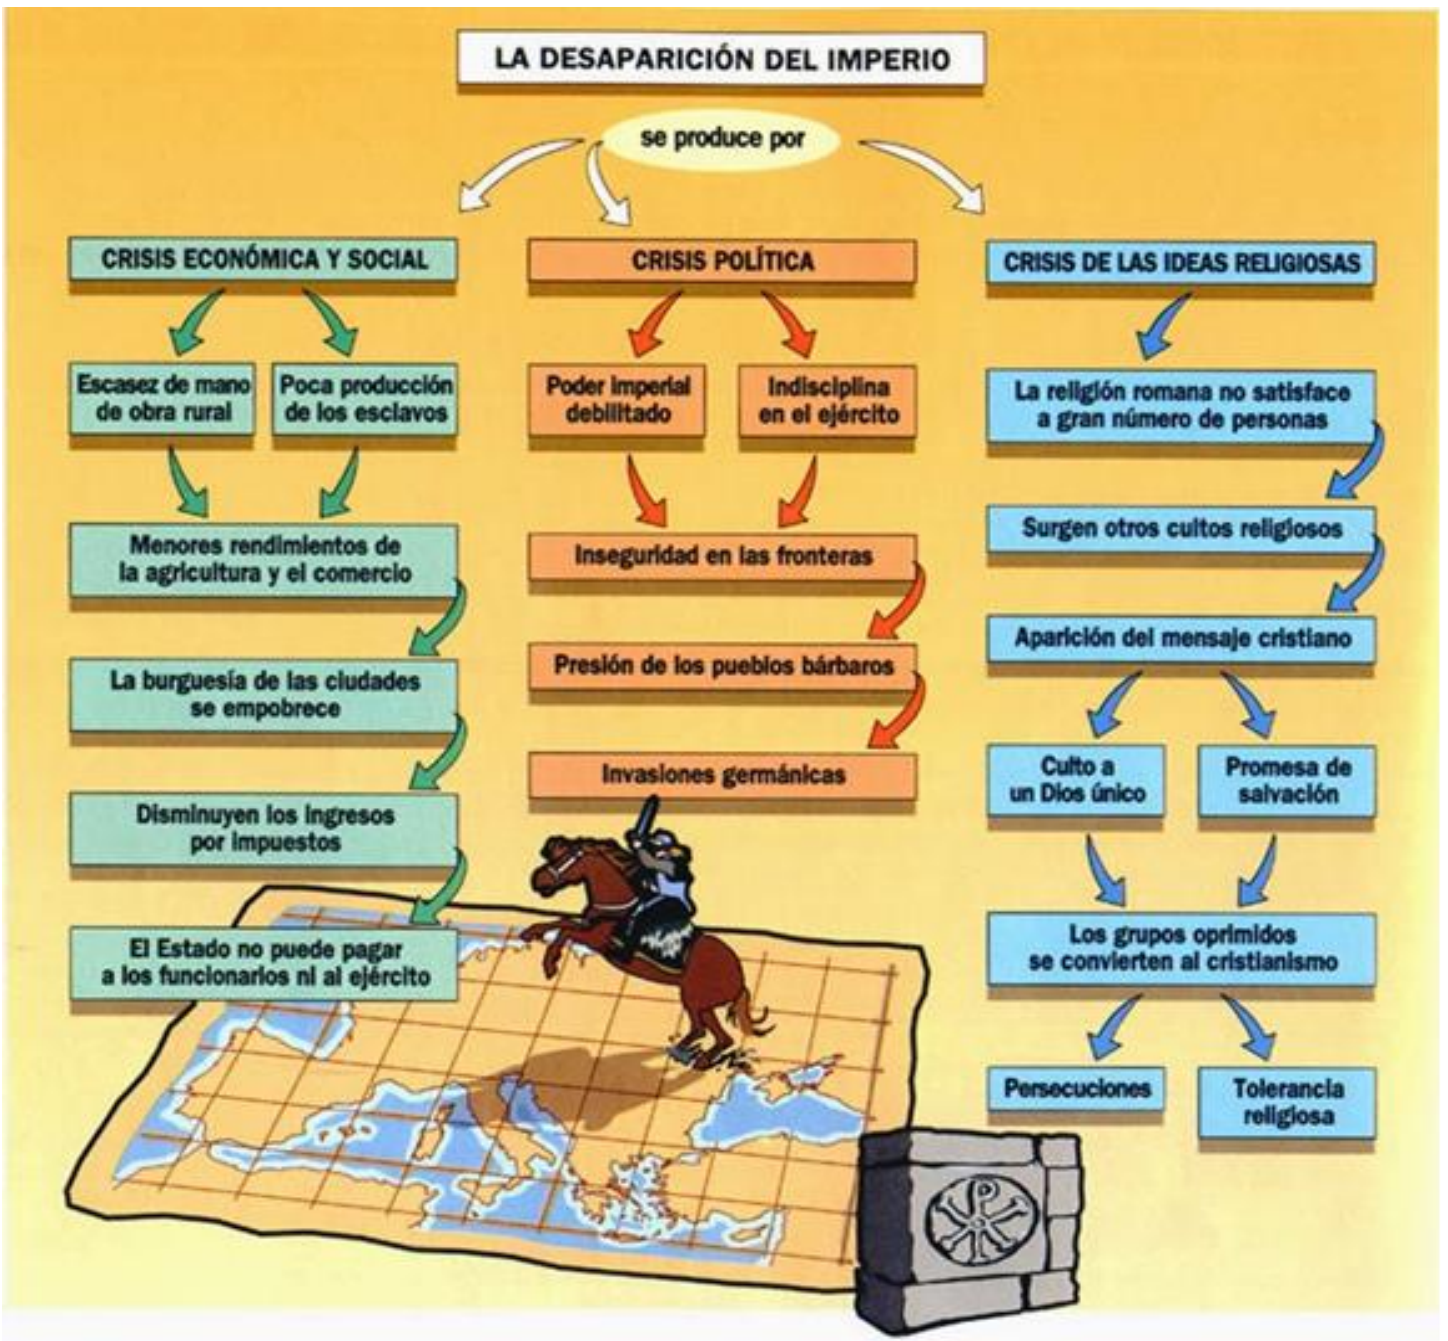 LA DESAPARICIÓN DEL IMPERIO
se produce por
CRISIS ECONÓMICA Y SOCIAL
Escasez de mano
de obra rural
Poca producción
de los esclavos
Menores rendimientos de
la agricultura y el comercio
La burguesía de las ciudades
se empobrece
Disminuyen los ingresos
por impuestos
El Estado no puede pagar
a los funcionarios ni al ejército
CRISIS POLÍTICA
Poder imperial
debilitado
Indisciplina
en el ejército
Inseguridad en las fronteras
Presión de los pueblos bárbaros
Invasiones germánicas
CRISIS DE LAS IDEAS RELIGIOSAS
La religión romana no satisface
a gran número de personas
Surgen otros cultos religiosos
Aparición del mensaje cristiano
Culto a
un Dios único
Promesa de
salvación
Los grupos oprimidos
se convierten al cristianismo
Persecuciones
Tolerancia
religiosa